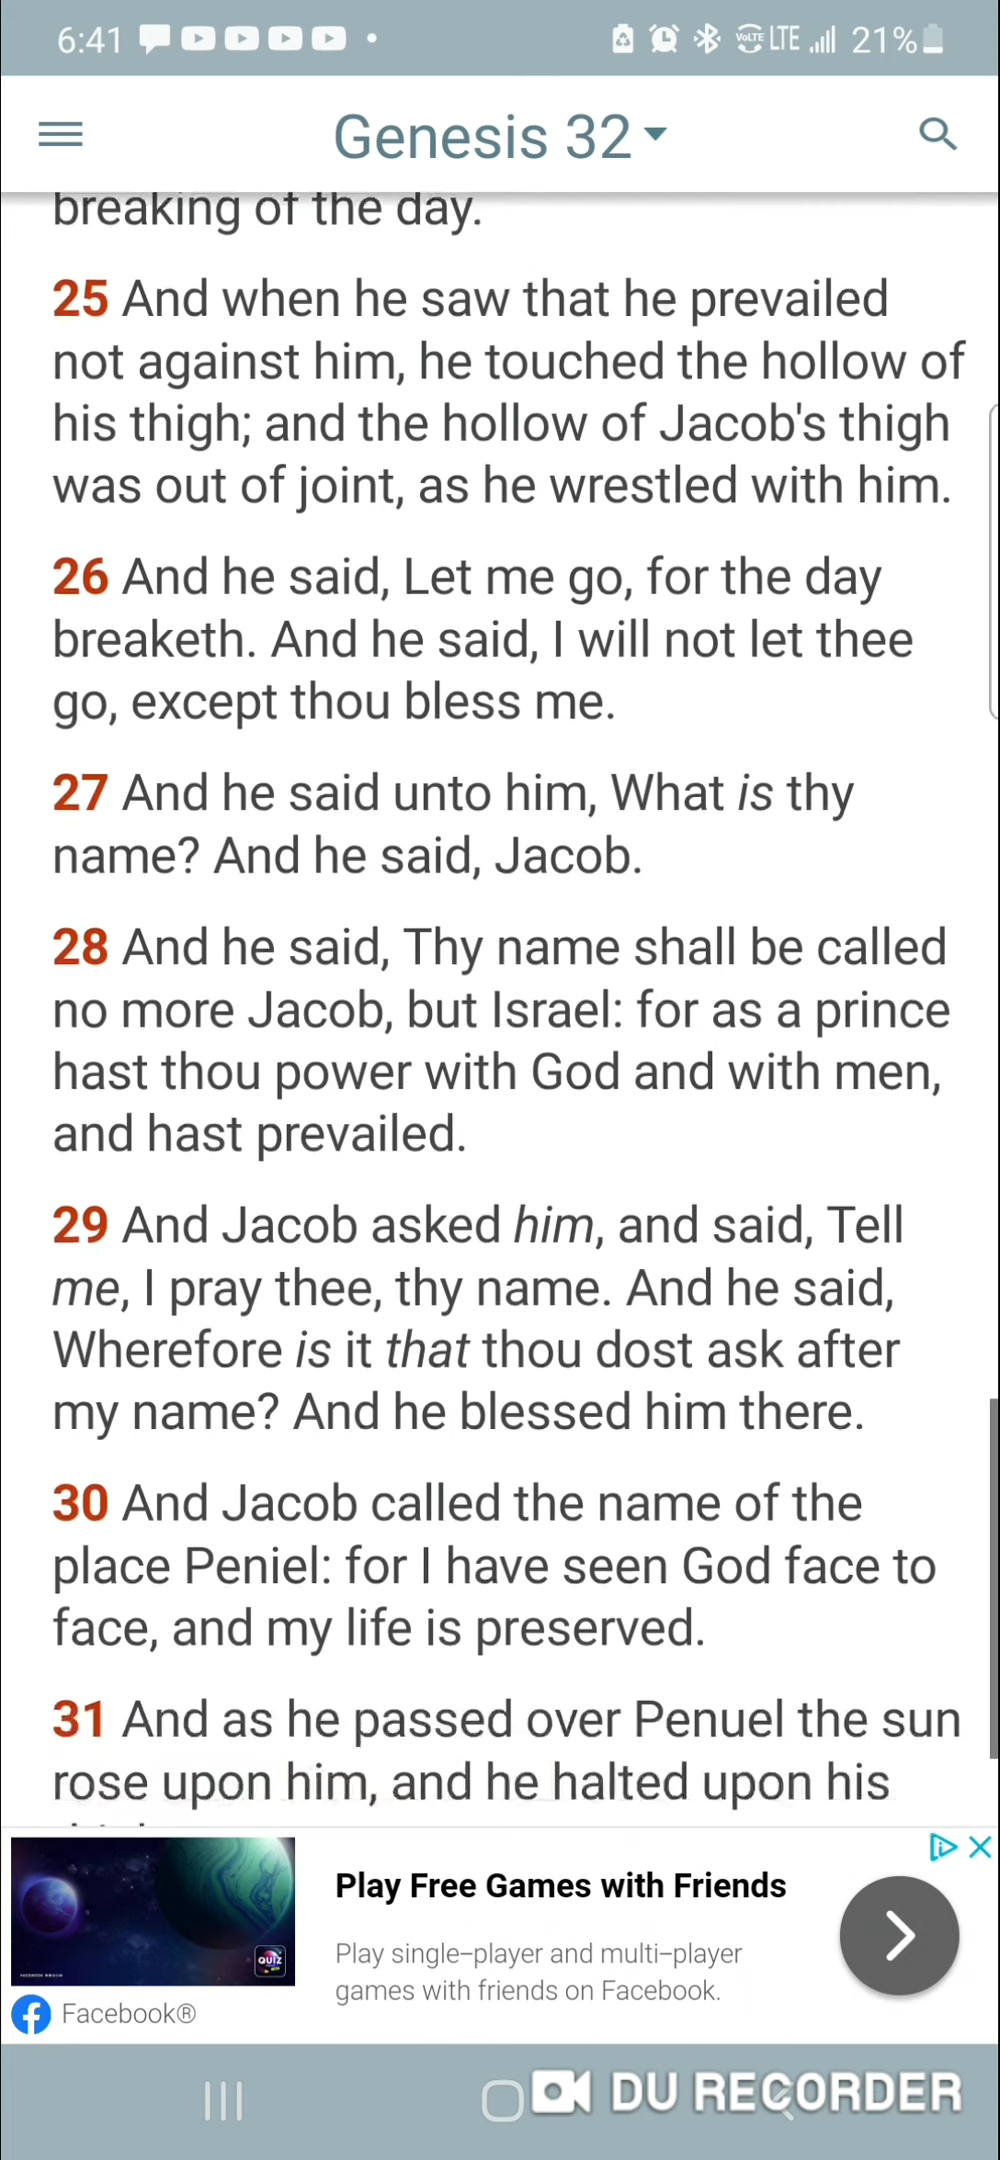 6:41
VoLTE LTE 21%
Genesis 32
breaking of the day.
25 And when he saw that he prevailed
not against him, he touched the hollow of
his thigh; and the hollow of Jacob's thigh
was out of joint, as he wrestled with him.
26 And he said, Let me go, for the day
breaketh. And he said, I will not let thee
go, except thou bless me.
27 And he said unto him, What is thy
name? And he said, Jacob.
28 And he said, Thy name shall be called
no more Jacob, but Israel: for as a prince
hast thou power with God and with men,
and hast prevailed.
29 And Jacob asked him, and said, Tell
me, I pray thee, thy name. And he said,
Wherefore is it that thou dost ask after
my name? And he blessed him there.
30 And Jacob called the name of the
place Peniel: for I have seen God face to
face, and my life is preserved.
31 And as he passed over Penuel the sun
rose upon him, and he halted upon his
Play Free Games with Friends
Play single-player and multi-player
games with friends on Facebook.
QUIZ
Facebook®
DU RECORDER